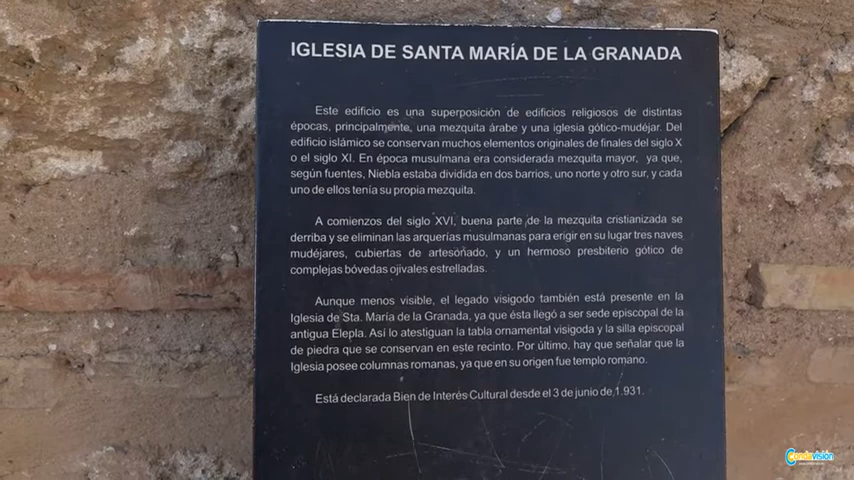 IGLESIA DE SANTA MARÍA DE LA GRANADA
Este edificio es una superposición de edificios religiosos de distintas
épocas, principalmente, una mezquita árabe y una iglesia gótico-mudéjar. Del
edificio islámico se conservan muchos elementos originales de finales del siglo X
o el siglo XI. En época musulmana era considerada mezquita mayor, ya que,
según fuentes, Niebla estaba dividida en dos barrios, uno norte y otro sur, y cada
uno de ellos tenía su propia mezquita.
A comienzos del siglo XVI, buena parte de la mezquita cristianizada se
derriba y se eliminan las arquerías musulmanas para erigir en su lugar tres naves
mudéjares, cubiertas de artesonado, y un hermoso presbiterio gótico de
complejas bóvedas ojivales estrelladas.
Aunque menos visible, el legado visigodo también está presente en la
Iglesia de Sta. María de la Granada, ya que ésta llegó a ser sede episcopal de la
antigua Elepla. Así lo atestiguan la tabla ornamental visigoda y la silla episcopal
de piedra que se conservan en este recinto. Por último, hay que señalar que la
Iglesia posee columnas romanas, ya que en su origen fue templo romano.
Está declarada Bien de Interés Cultural desde el 3 de junio de 1.931.
Condavisión